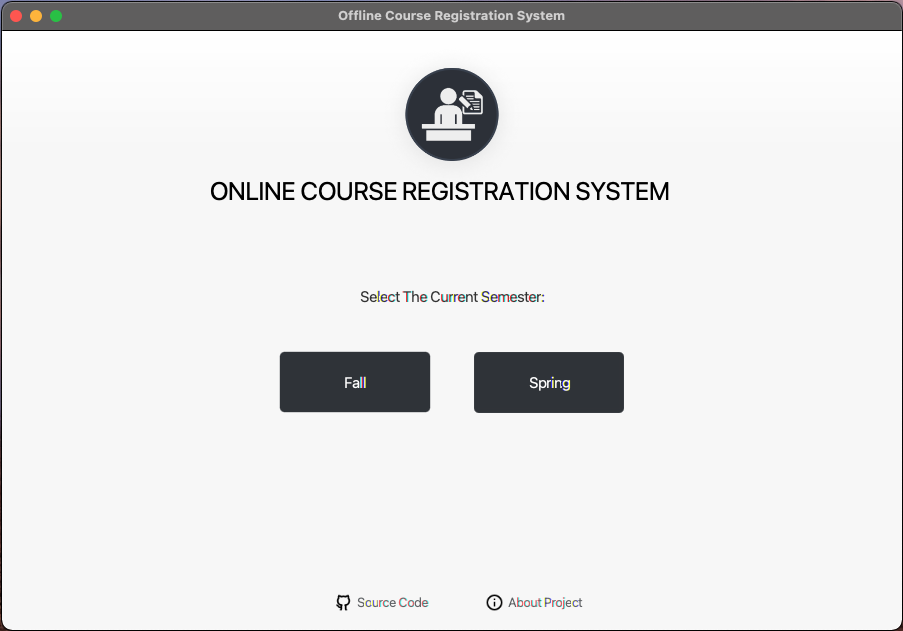 Offline Course Registration System
ONLINE COURSE REGISTRATION SYSTEM
Select The Current Semester:
Fall
Spring
Source Code
About Project